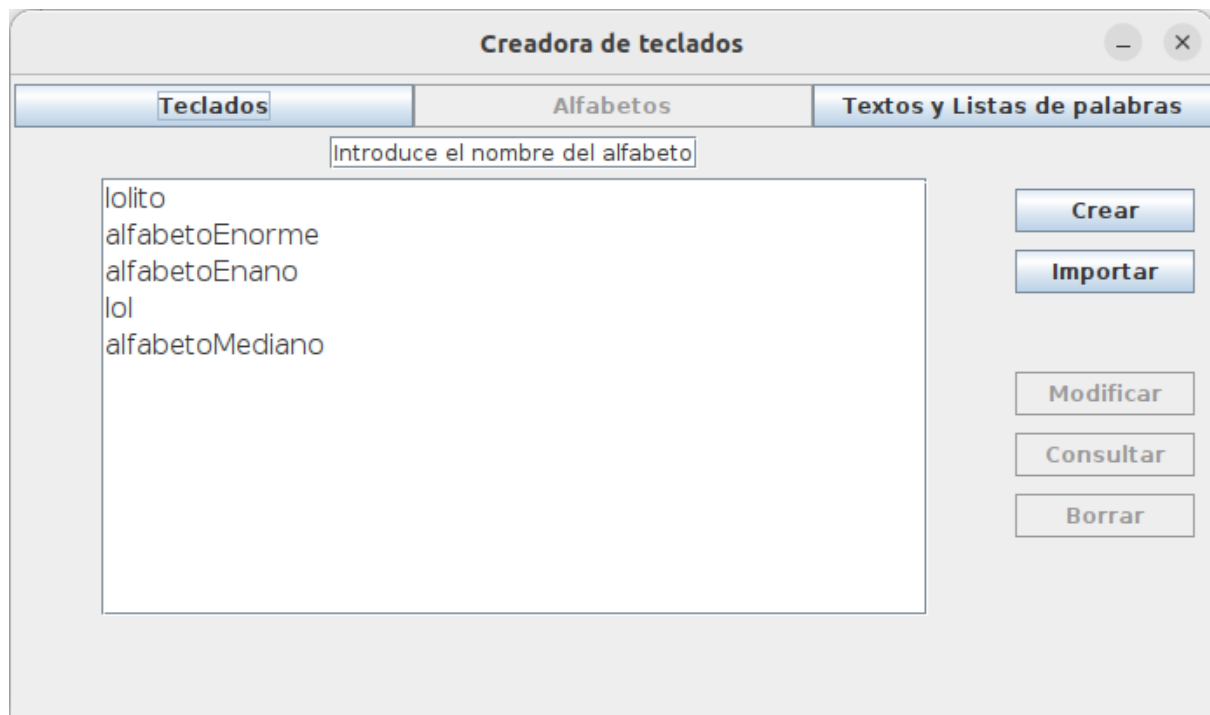 Creadora de teclados
Teclados Alfabetos Textos y Listas de palabras
Introduce el nombre del alfabeto
lolito
alfabetoEnorme
alfabetoEnano
lol
alfabetoMediano
Crear
Importar
Modificar
Consultar
Borrar